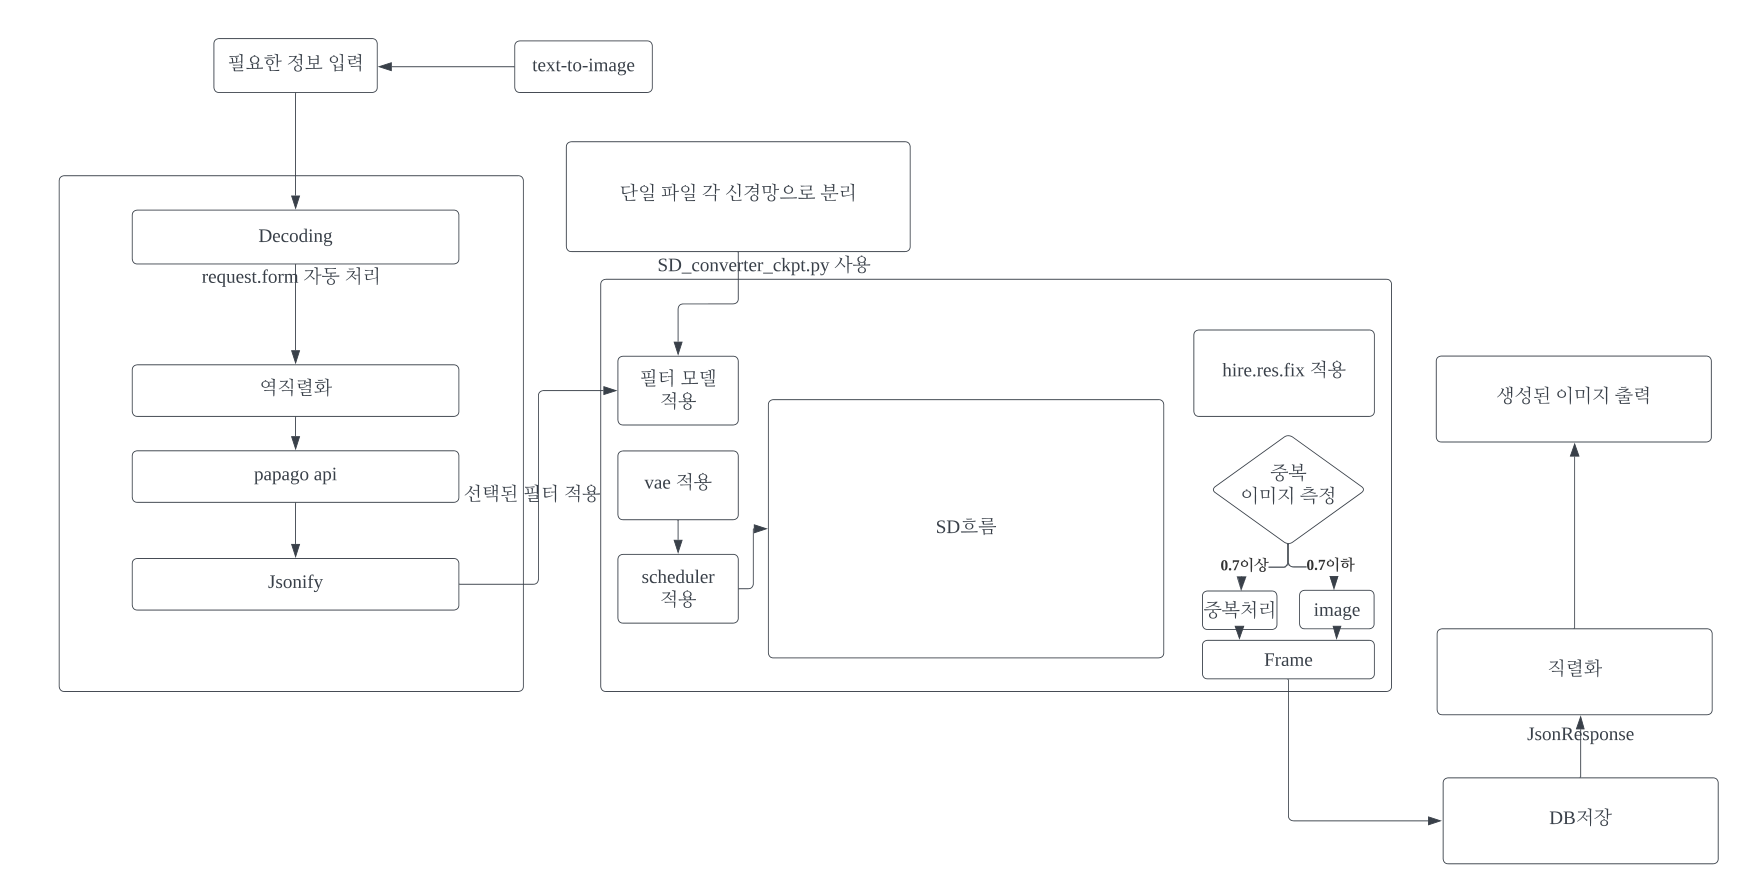 필요한 정보 입력
text-to-image
단일 파일 각 신경망으로 분리
SD_converter_ckpt.py 사용
Decoding
request.form 자동 처리
역직렬화
papago api
Jsonify
선택된 필터 적용
필터 모델
적용
vae 적용
scheduler
적용
SD흐름
hire.res.fix 적용
중복
이미지 측정
0.7이상
0.7이하
중복처리
image
Frame
생성된 이미지 출력
직렬화
JsonResponse
DB저장